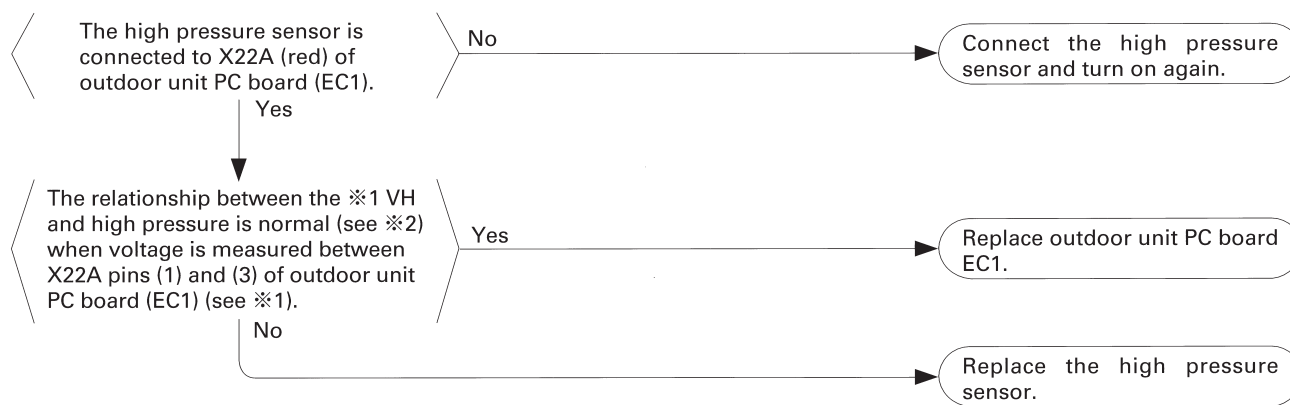 The high pressure sensor is
connected to X22A (red) of
outdoor unit PC board (EC1).
No
Connect the high pressure
sensor and turn on again.
Yes
The relationship between the ※1 VH
and high pressure is normal (see ※2)
when voltage is measured between
X22A pins (1) and (3) of outdoor unit
PC board (EC1) (see ※1).
Yes
Replace outdoor unit PC board
EC1.
No
Replace the high pressure
sensor.